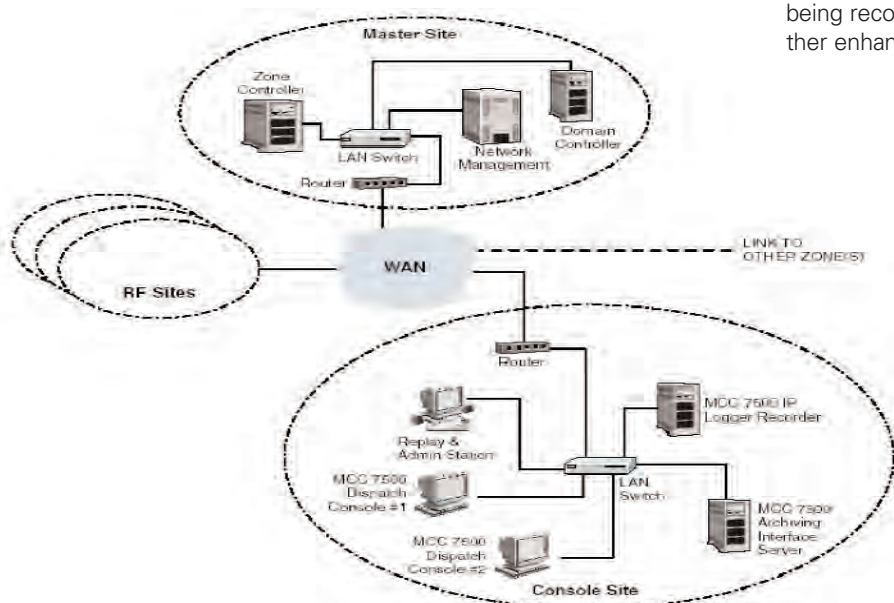 being reco
ther enhan
Master Site
Zone
Controller
LAN Switch
Network
Management
Domain
Controller
Router
WAN
LINK TO
OTHER ZONE(S)
RF Sites
Router
MCC 7500 IP
Logger Recorder
Replay &
Admin Station
LAN
Switch
MCC 7500
Dispatch
Console #1
MCC 7500
Archiving
Interface
Server
MCC 7500
Dispatch
Console #2
Console Site